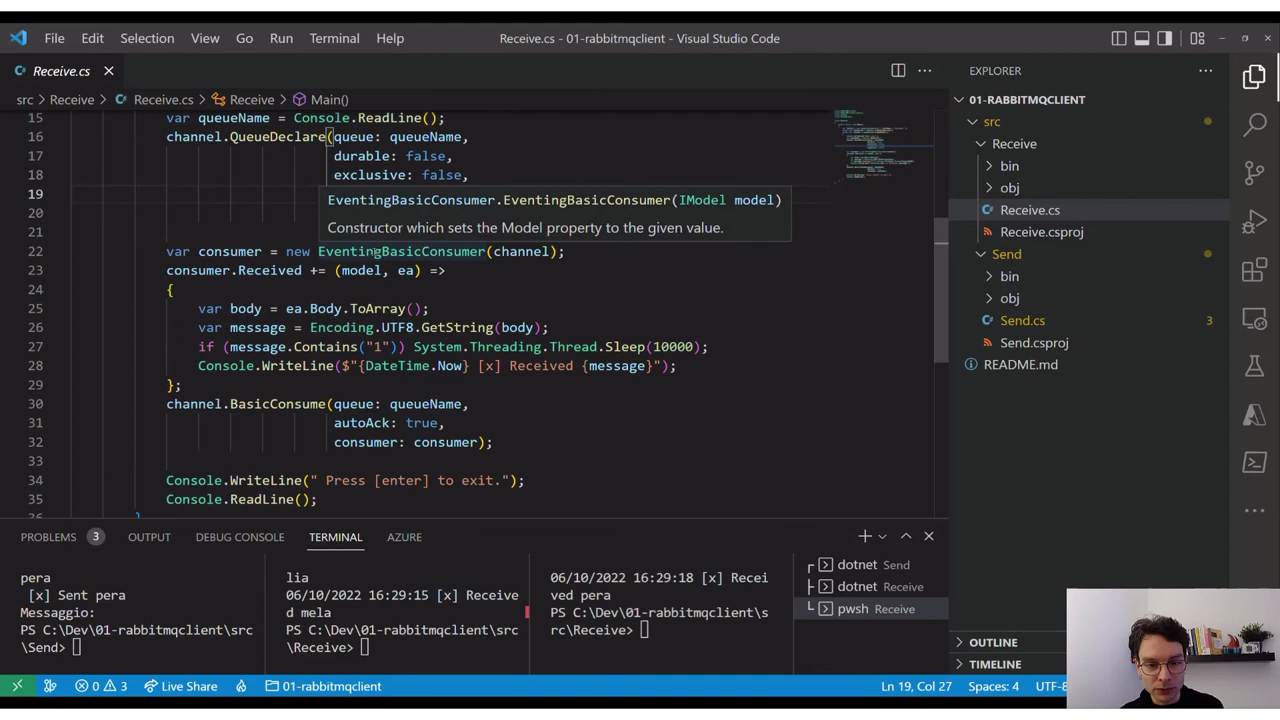 File Edit Selection View Go Run Terminal Help
Receive.cs - 01-rabbitmqclient - Visual Studio Code
Receive.cs
src > Receive > Receive.cs > Receive > Main()
15 var queueName = Console.ReadLine();
16 channel.QueueDeclare(queue: queueName,
17 durable: false,
18 exclusive: false,
19
20
EventingBasicConsumer.EventingBasicConsumer(IModel model)
Constructor which sets the Model property to the given value.
21
22 var consumer = new EventingBasicConsumer(channel);
23 consumer.Received += (model, ea) =>
24 {
25 var body = ea.Body.ToArray();
26 var message = Encoding.UTF8.GetString(body);
27 if (message.Contains("1")) System.Threading.Thread.Sleep(10000);
28 Console.WriteLine($"{DateTime.Now} [x] Received {message}");
29 };
30 channel.BasicConsume(queue: queueName,
31 autoAck: true,
32 consumer: consumer);
33
34 Console.WriteLine(" Press [enter] to exit.");
35 Console.ReadLine();
EXPLORER
01-RABBITMQCLIENT
src
Receive
bin
obj
Receive.cs
Receive.csproj
Send
bin
obj
Send.cs 3
Send.csproj
README.md
OUTLINE
TIMELINE
PROBLEMS 3 OUTPUT DEBUG CONSOLE TERMINAL AZURE
pera
[x] Sent pera
Messaggio:
PS C:\Dev\01-rabbitmqclient\src
\Send>
lia
06/10/2022 16:29:15 [x] Receive
d mela
PS C:\Dev\01-rabbitmqclient\src
\Receive>
06/10/2022 16:29:18 [x] Recei
ved pera
PS C:\Dev\01-rabbitmqclient\s
rc\Receive>
dotnet Send
dotnet Receive
pwsh Receive
0 3 Live Share 01-rabbitmqclient Ln 19, Col 27 Spaces: 4 UTF-8